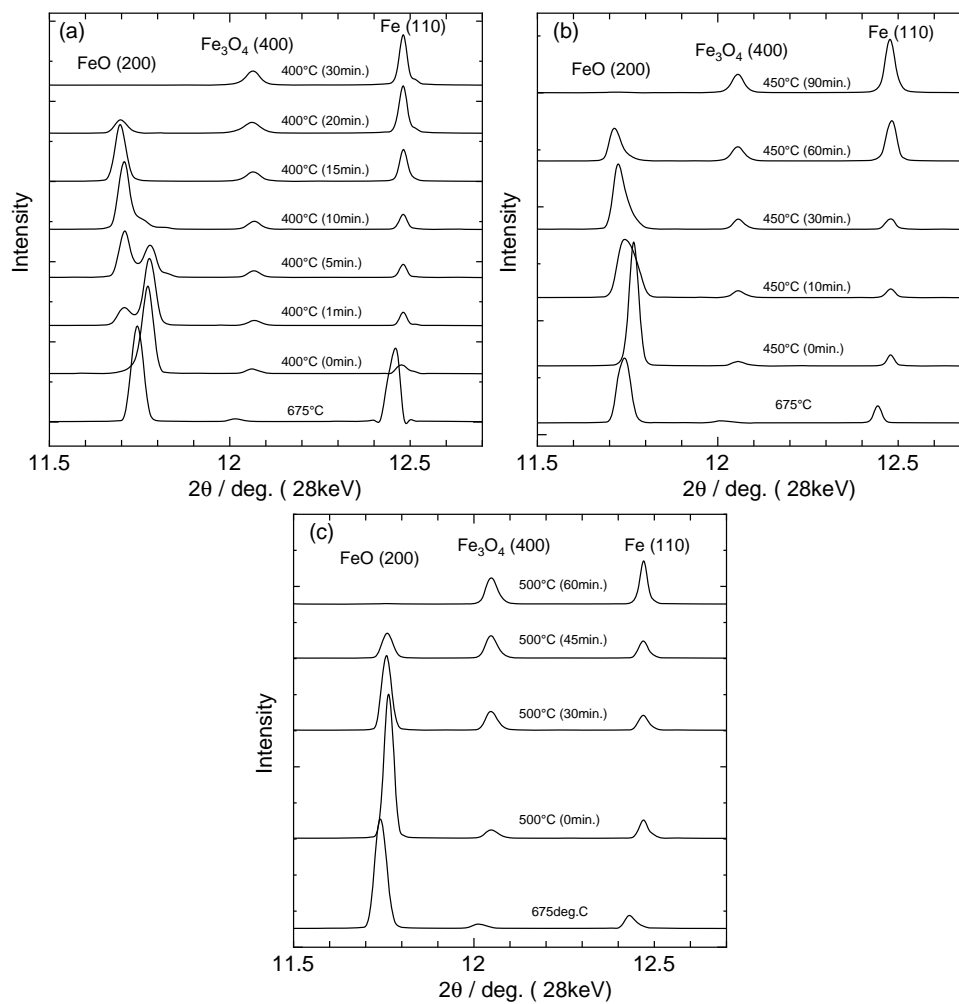 (a)
Fe (110)
Fe3O4 (400)
FeO (200)
400°C (30min.)
400°C (20min.)
400°C (15min.)
400°C (10min.)
400°C (5min.)
400°C (1min.)
400°C (0min.)
675°C
Intensity
11.5 12 12.5
2θ / deg. ( 28keV)
(b)
Fe (110)
Fe3O4 (400)
FeO (200)
450°C (90min.)
450°C (60min.)
450°C (30min.)
450°C (10min.)
450°C (0min.)
675°C
Intensity
11.5 12 12.5
2θ / deg. ( 28keV)
(c)
FeO (200) Fe3O4 (400) Fe (110)
500°C (60min.)
500°C (45min.)
500°C (30min.)
500°C (0min.)
675deg.C
Intensity
11.5 12 12.5
2θ / deg. ( 28keV)